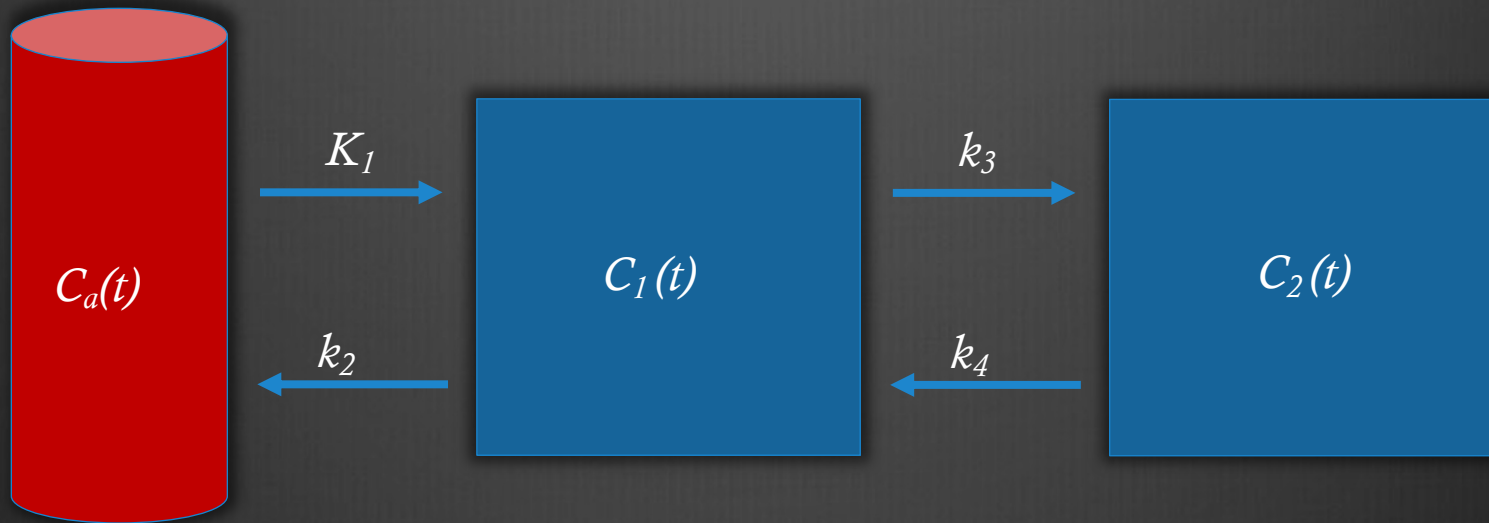 K₁
k₃
Cₐ(t)
C₁(t)
C₂(t)
k₂
k₄